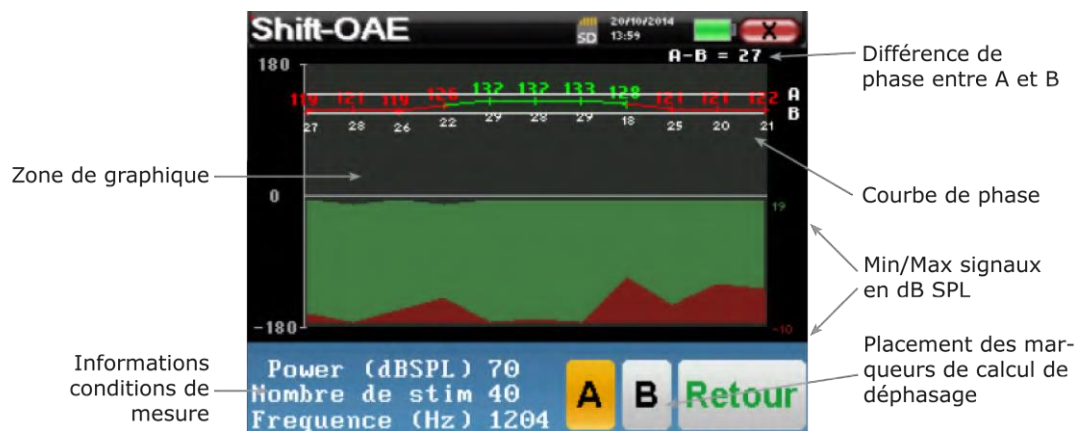 Shift-OAE
SD
20/10/2014
13:59
X
A-B = 27
180
119 121 119 126 132 132 133 128 121 121 122 A
B
27 28 26 22 29 28 29 18 25 20 21
0
19
-180
-10
Power (dBSPL) 70
Nombre de stim 40
Frequence (Hz) 1204
A
B
Retour
Différence de
phase entre A et B
Zone de graphique
Courbe de phase
Min/Max signaux
en dB SPL
Informations
conditions de
mesure
Placement des mar-
queurs de calcul de
déphasage